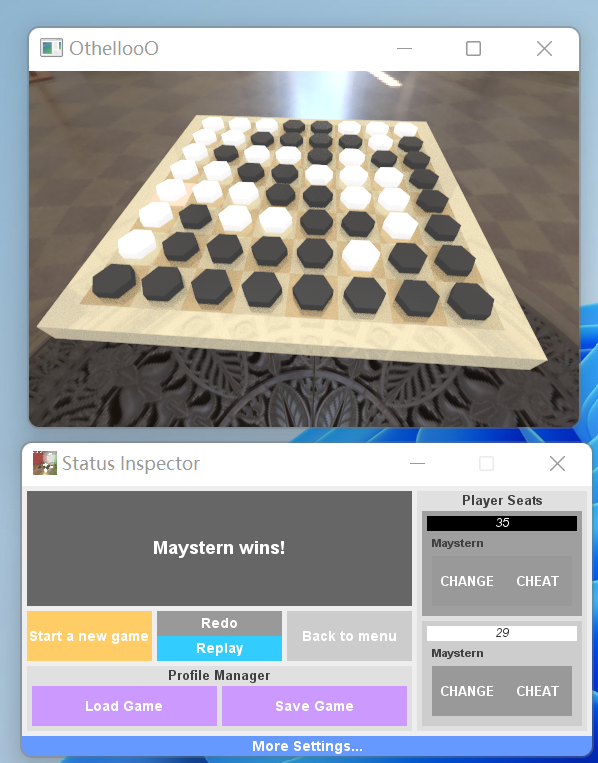 OthellooO
Status Inspector
Maystern wins!
Start a new game
Redo
Replay
Back to menu
Profile Manager
Load Game
Save Game
Player Seats
35
Maystern
CHANGE CHEAT
29
Maystern
CHANGE CHEAT
More Settings...